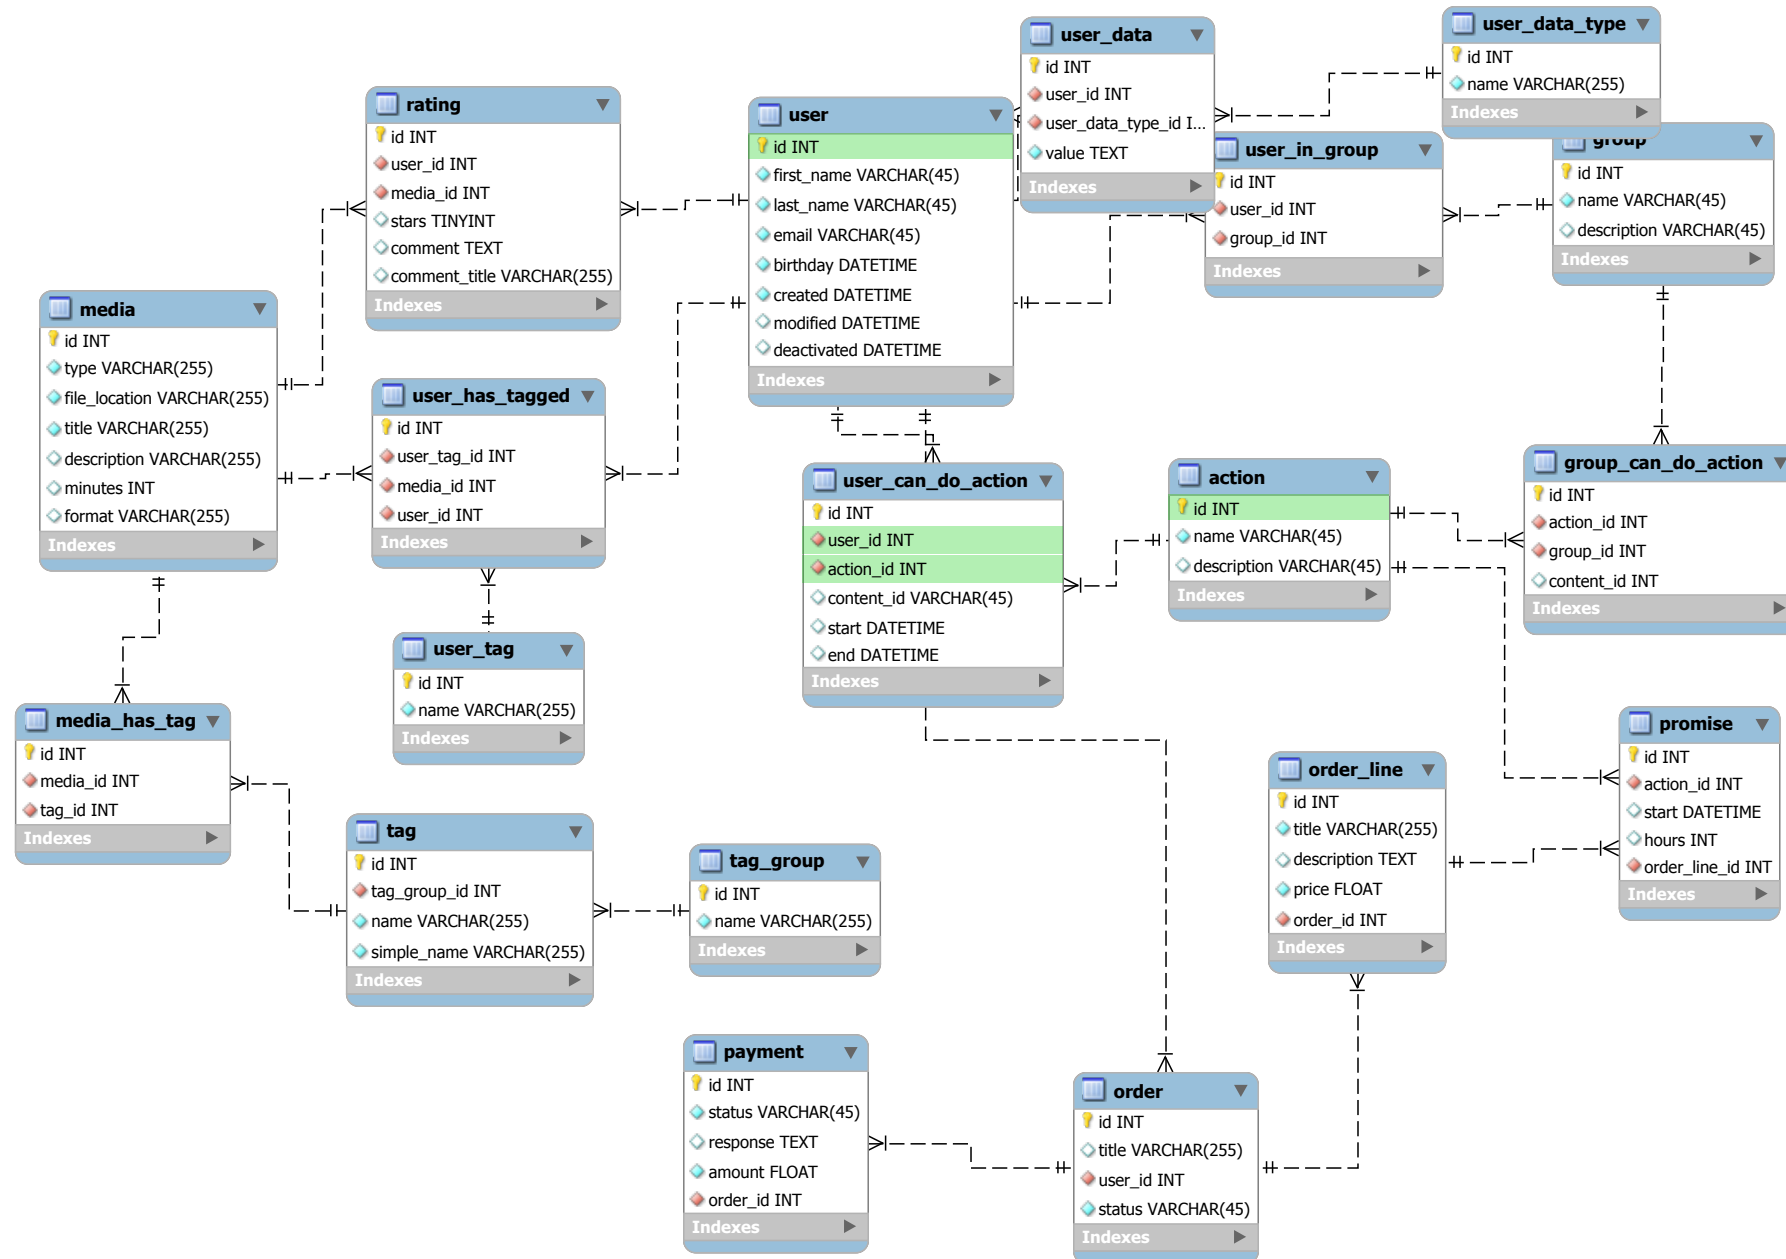 user_data
id INT
user_id INT
user_data_type_id I...
value TEXT
Indexes
user_data_type
id INT
name VARCHAR(255)
Indexes
rating
id INT
user_id INT
media_id INT
stars TINYINT
comment TEXT
comment_title VARCHAR(255)
Indexes
user
id INT
first_name VARCHAR(45)
last_name VARCHAR(45)
email VARCHAR(45)
birthday DATETIME
created DATETIME
modified DATETIME
deactivated DATETIME
Indexes
user_in_group
id INT
user_id INT
group_id INT
Indexes
group
id INT
name VARCHAR(45)
description VARCHAR(45)
Indexes
media
id INT
type VARCHAR(255)
file_location VARCHAR(255)
title VARCHAR(255)
description VARCHAR(255)
minutes INT
format VARCHAR(255)
Indexes
user_has_tagged
id INT
user_tag_id INT
media_id INT
user_id INT
Indexes
user_can_do_action
id INT
user_id INT
action_id INT
content_id VARCHAR(45)
start DATETIME
end DATETIME
Indexes
action
id INT
name VARCHAR(45)
description VARCHAR(45)
Indexes
group_can_do_action
id INT
action_id INT
group_id INT
content_id INT
Indexes
user_tag
id INT
name VARCHAR(255)
Indexes
media_has_tag
id INT
media_id INT
tag_id INT
Indexes
tag
id INT
tag_group_id INT
name VARCHAR(255)
simple_name VARCHAR(255)
Indexes
tag_group
id INT
name VARCHAR(255)
Indexes
order_line
id INT
title VARCHAR(255)
description TEXT
price FLOAT
order_id INT
Indexes
promise
id INT
action_id INT
start DATETIME
hours INT
order_line_id INT
Indexes
payment
id INT
status VARCHAR(45)
response TEXT
amount FLOAT
order_id INT
Indexes
order
id INT
title VARCHAR(255)
user_id INT
status VARCHAR(45)
Indexes